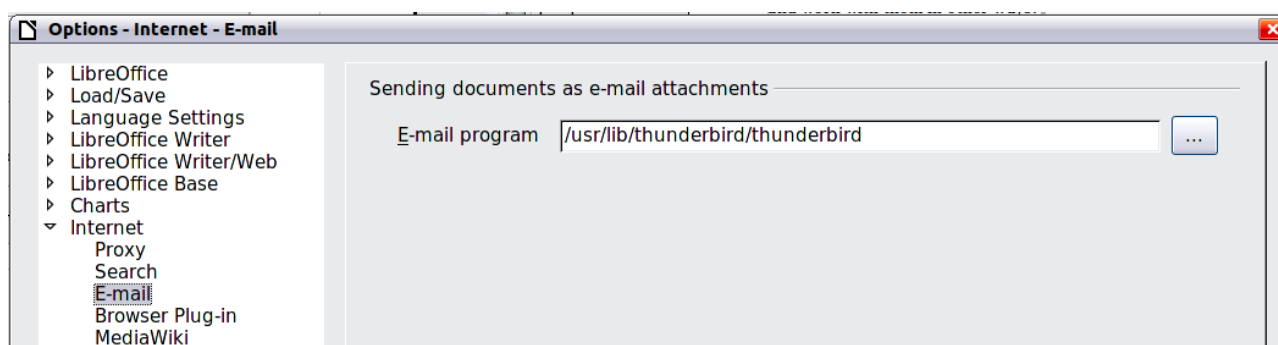 Options - Internet - E-mail
LibreOffice
Load/Save
Language Settings
LibreOffice Writer
LibreOffice Writer/Web
LibreOffice Base
Charts
Internet
Proxy
Search
E-mail
Browser Plug-in
MediaWiki
Sending documents as e-mail attachments
E-mail program /usr/lib/thunderbird/thunderbird ...